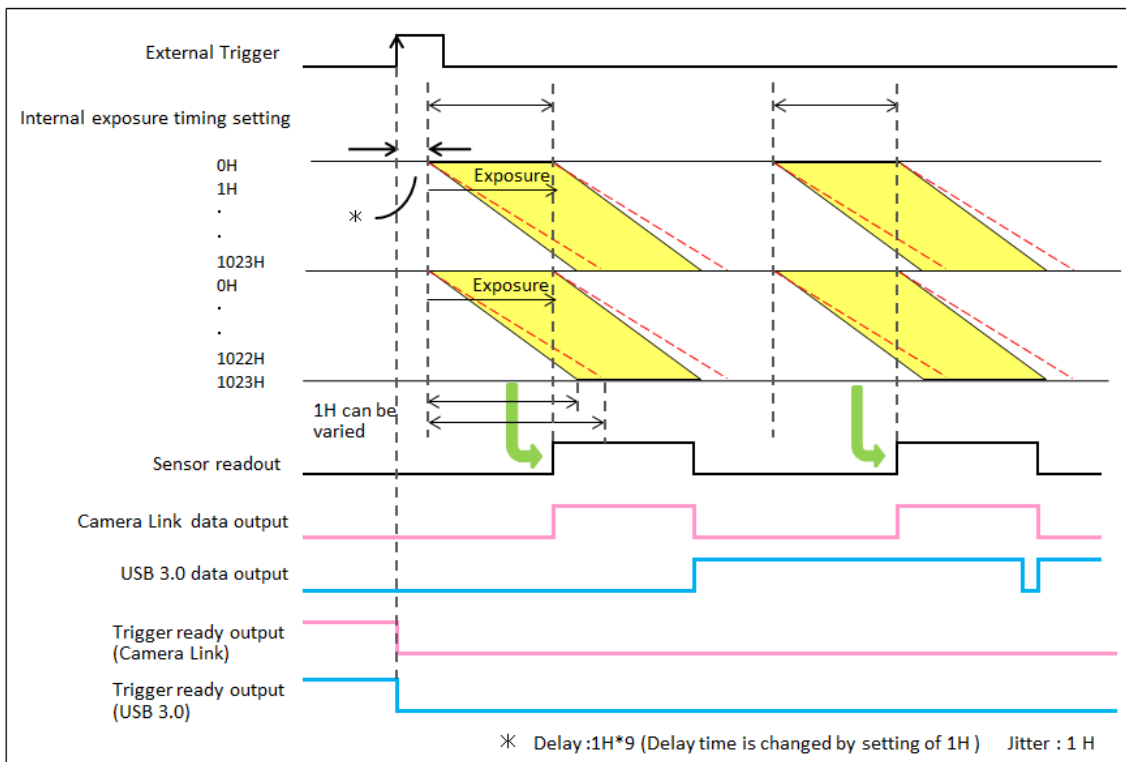 External Trigger
Internal exposure timing setting
0H
1H
.
.
1023H
Exposure
*
0H
.
.
1022H
1023H
Exposure
1H can be
varied
Sensor readout
Camera Link data output
USB 3.0 data output
Trigger ready output
(Camera Link)
Trigger ready output
(USB 3.0)
* Delay :1H*9 (Delay time is changed by setting of 1H ) Jitter : 1 H